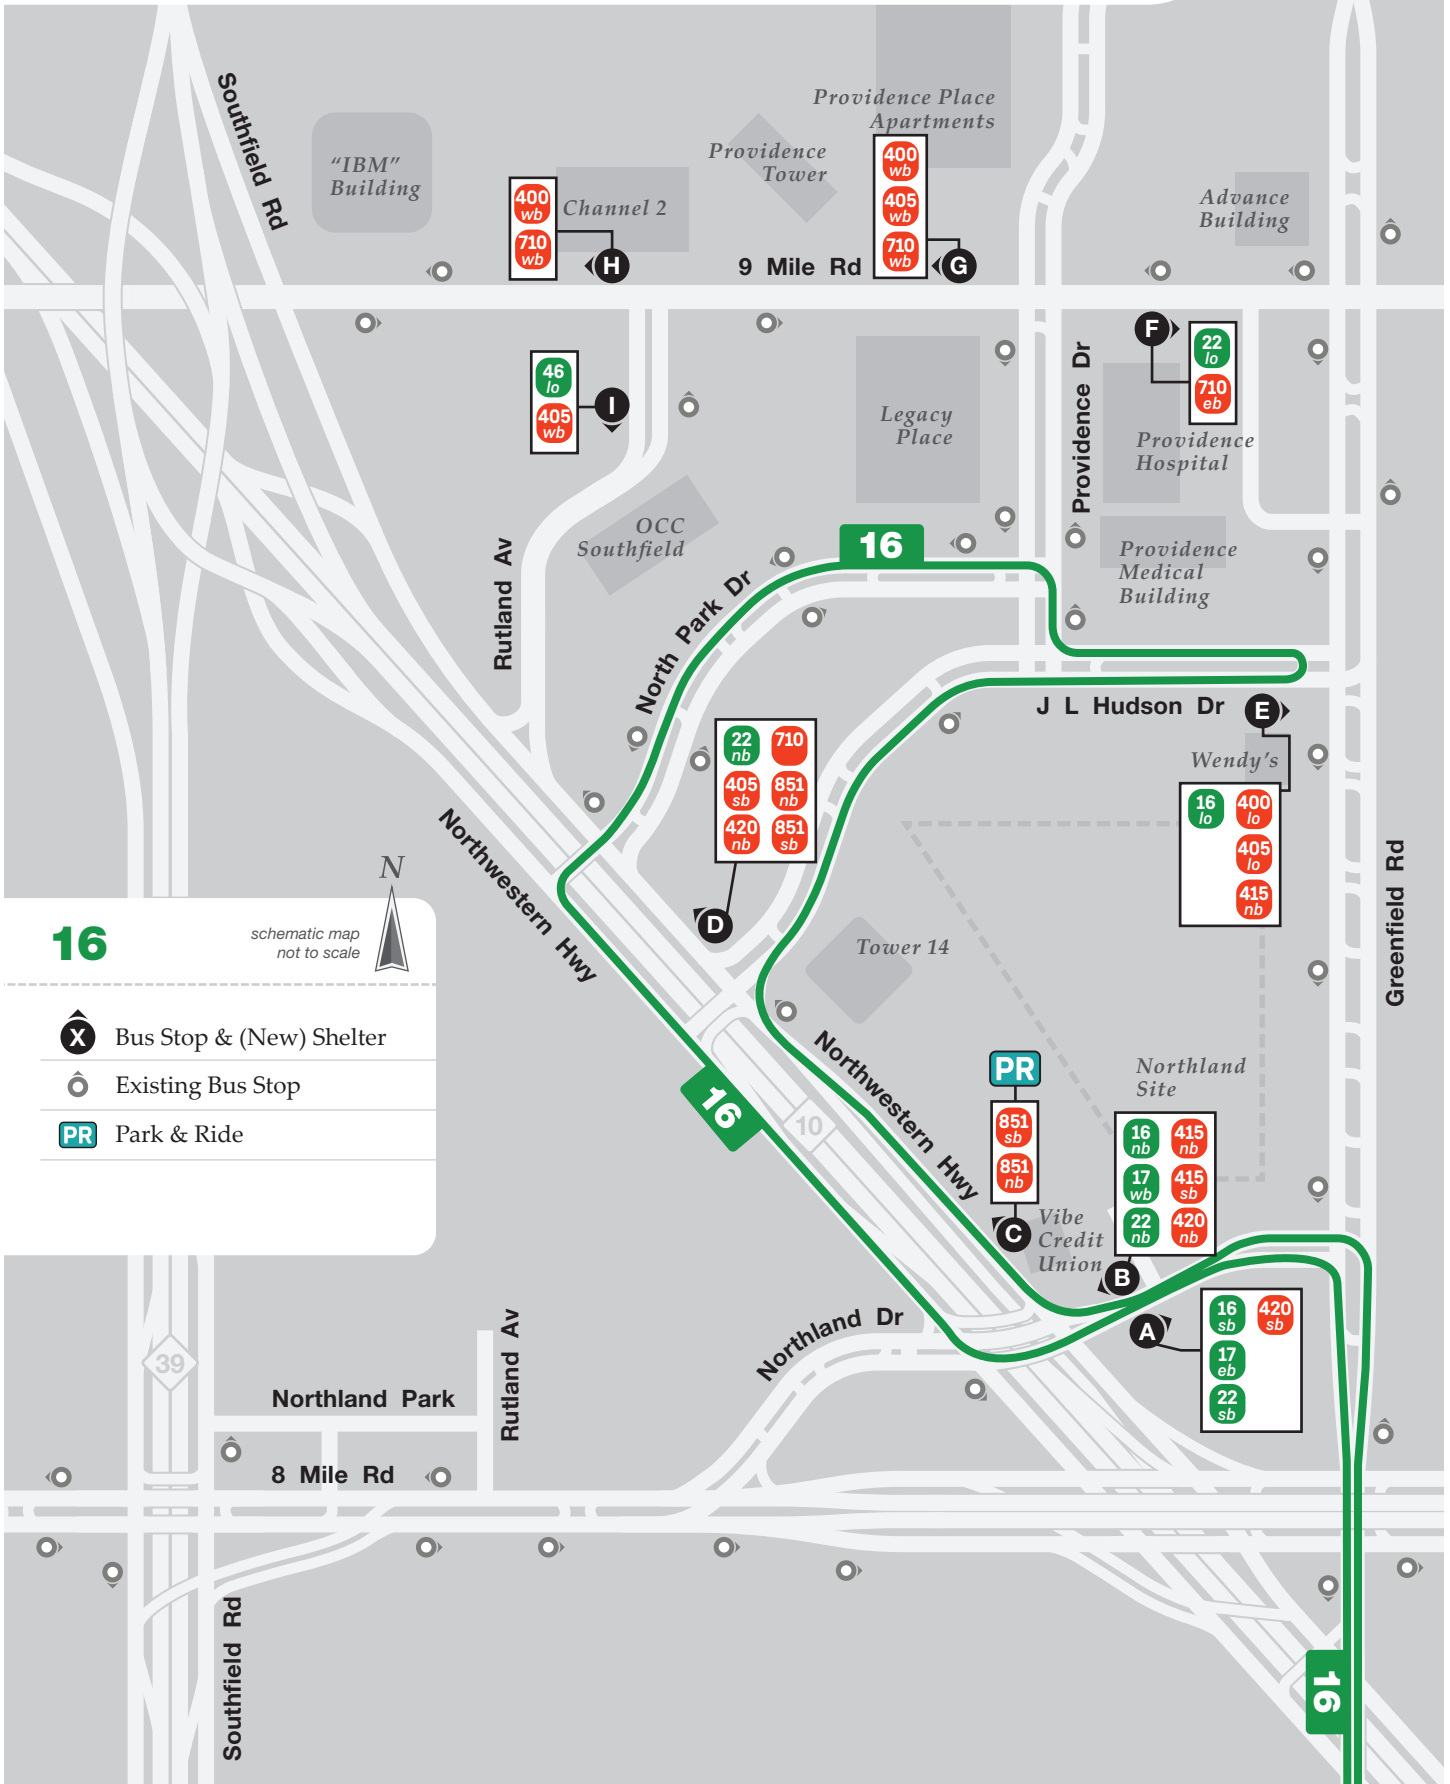 Southfield Rd
"IBM"
Building
400
wb
710
wb
Channel 2
H
Providence
Tower
Providence Place
Apartments
400
wb
405
wb
710
wb
G
9 Mile Rd
Advance
Building
F
22
lo
710
eb
Providence
Hospital
Providence Dr
46
lo
405
wb
I
Legacy
Place
OCC
Southfield
Rutland Av
16
North Park Dr
Providence
Medical
Building
J L Hudson Dr
E
Wendy's
16
lo
400
lo
405
lo
415
nb
22
nb
710
405
sb
851
nb
420
nb
851
sb
D
Northwestern Hwy
Greenfield Rd
Tower 14
16
schematic map
not to scale
N
X
Bus Stop & (New) Shelter
Existing Bus Stop
PR
Park & Ride
16
10
Northwestern Hwy
PR
851
sb
851
nb
C
Vibe
Credit
Union
Northland
Site
16
nb
415
nb
17
wb
415
sb
22
nb
420
nb
B
A
16
sb
420
sb
17
eb
22
sb
Northland Dr
39
Northland Park
Rutland Av
8 Mile Rd
Southfield Rd
16